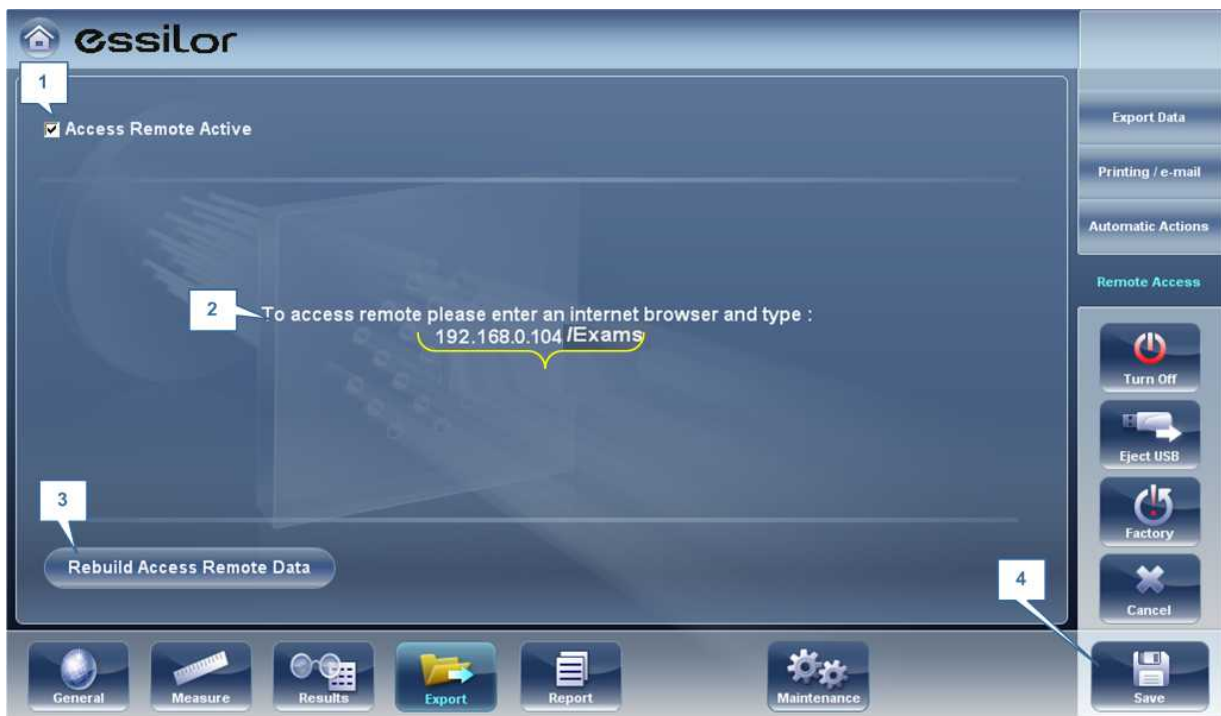 essilor
1
Access Remote Active
2
To access remote please enter an internet browser and type :
192.168.0.104 /Exams
3
Rebuild Access Remote Data
Export Data
Printing / e-mail
Automatic Actions
Remote Access
Turn Off
Eject USB
Factory
Cancel
4
General
Measure
Results
Export
Report
Maintenance
Save